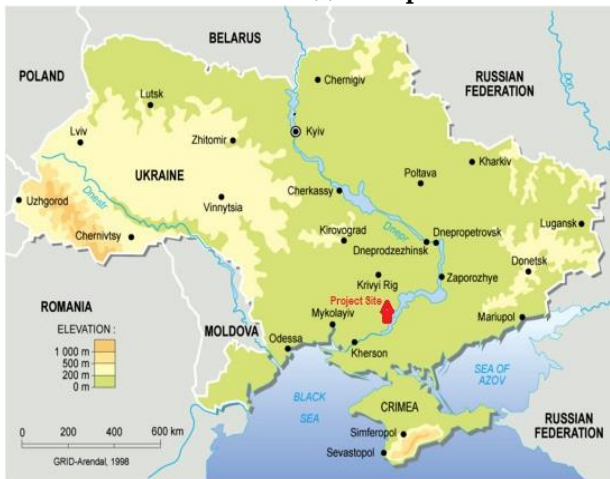 BELARUS
POLAND
RUSSIAN
FEDERATION
Chernigiv
Lutsk
Kyiv
Lviv
Zhitomir
Kharkiv
Poltava
UKRAINE
Cherkassy
Uzhgorod
Dnestr
Vinnytsia
Dnepr
Lugansk
Chernivtsy
Kirovograd
Dnepropetrovsk
Dneprodzezhinsk
Donetsk
Krivyi Rig
Zaporozhye
Project Site
ROMANIA
Mykolayiv
Mariupol
ELEVATION :
MOLDOVA
1 000 m
500 m
200 m
0 m
Odessa
Kherson
SEA OF
AZOV
BLACK
SEA
CRIMEA
RUSSIAN
FEDERATION
0 200 400 600 km
Simferopol
Sevastopol
GRID-Arendal, 1998
Don